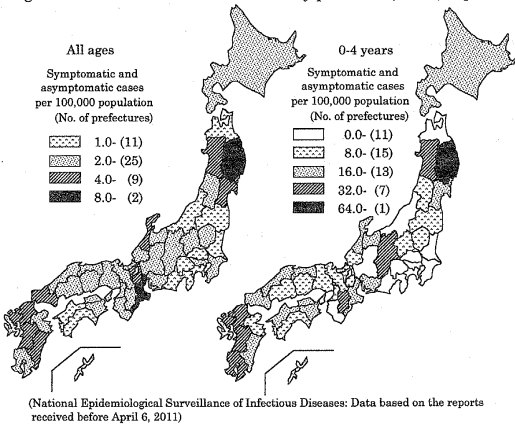 All ages
Symptomatic and
asymptomatic cases
per 100,000 population
(No. of prefectures)
1.0- (11)
2.0- (25)
4.0- (9)
8.0- (2)
0-4 years
Symptomatic and
asymptomatic cases
per 100,000 population
(No. of prefectures)
0.0- (11)
8.0- (15)
16.0- (13)
32.0- (7)
64.0- (1)
(National Epidemiological Surveillance of Infectious Diseases: Data based on the reports
received before April 6, 2011)